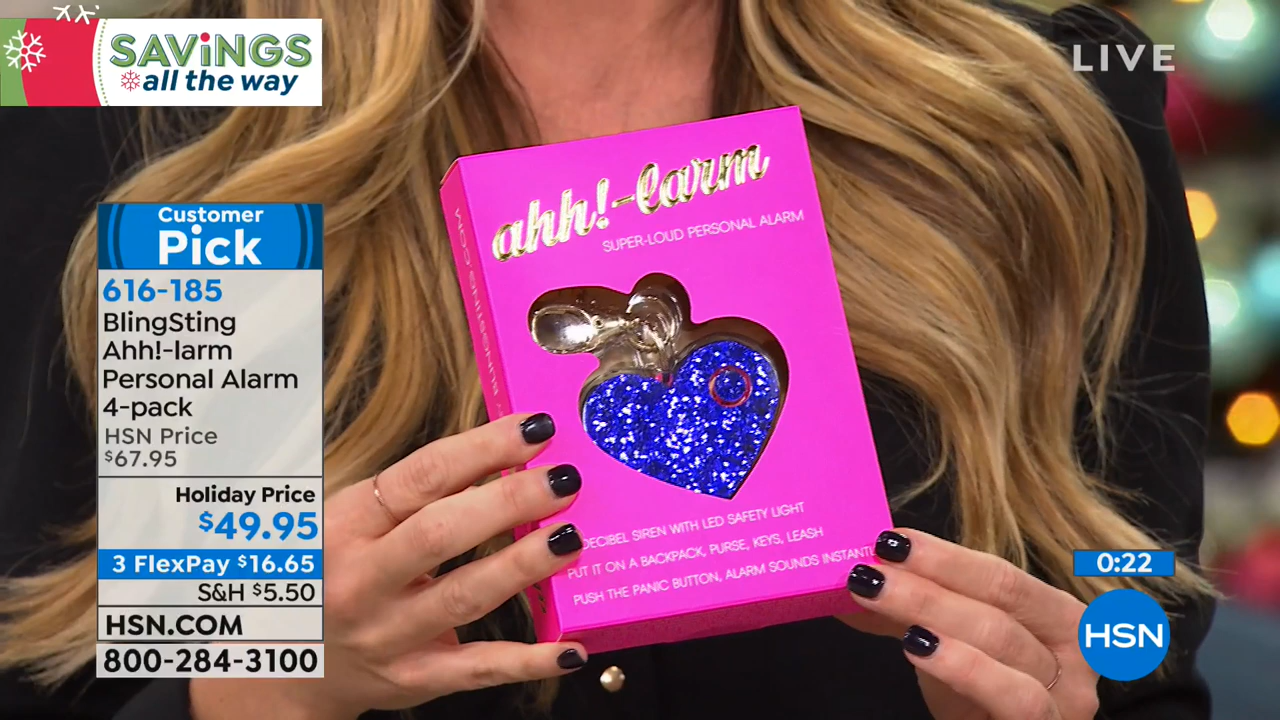 SAVINGS
all the way
LIVE
Customer
Pick
616-185
BlingSting
Ahh!-larm
Personal Alarm
4-pack
HSN Price
$67.95
Holiday Price
$49.95
3 FlexPay $16.65
S&H $5.50
HSN.COM
800-284-3100
ahh!-larm
SUPER-LOUD PERSONAL ALARM
DECIBEL SIREN WITH LED SAFETY LIGHT
PUT IT ON A BACKPACK, PURSE, KEYS, LEASH
PUSH THE PANIC BUTTON, ALARM SOUNDS
BLINGSTING.COM
0:22
HSN